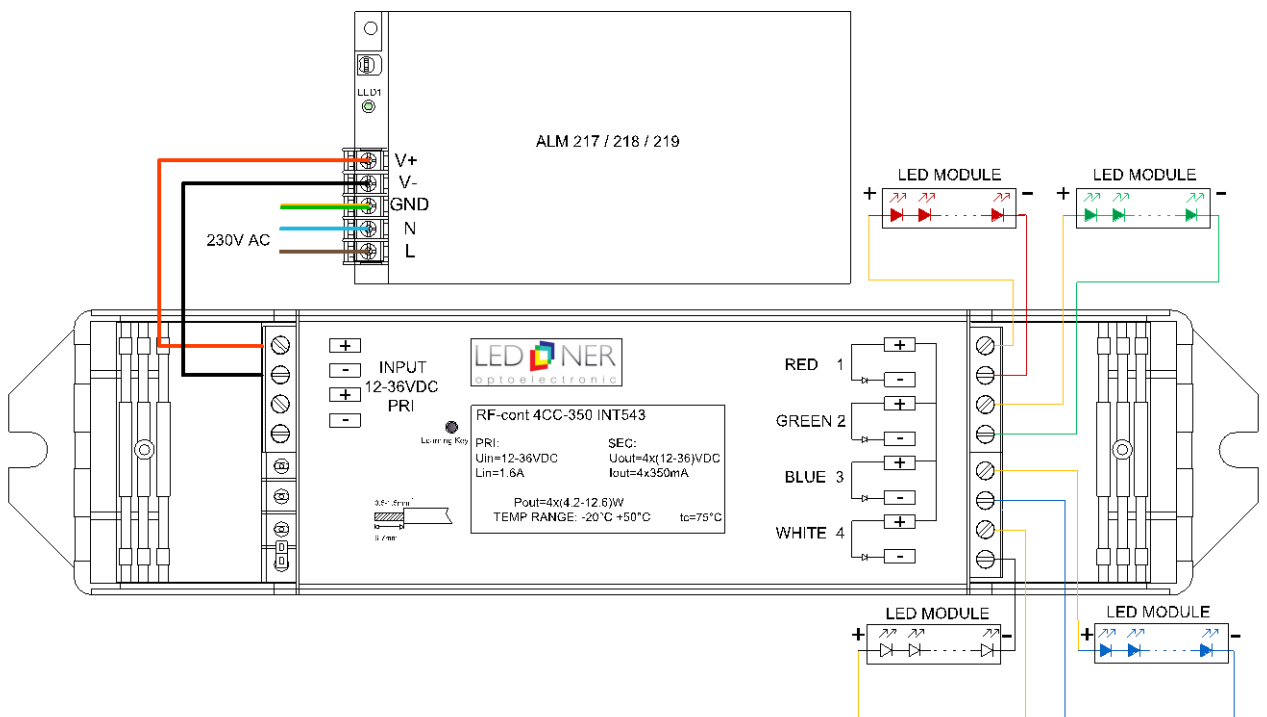 LED1
ALM 217 / 218 / 219
V+
V-
GND
N
L
230V AC
LED MODULE
+ -
LED MODULE
+ -
+
-
+
-
INPUT
12-36VDC
PRI
Learning Key
LED NER
optoelectronic
RF-cont 4CC-350 INT543
PRI:
Uin=12-36VDC
Lin=1.6A
SEC:
Uout=4x(12-36)VDC
Iout=4x350mA
Pout=4x(4.2-12.6)W
TEMP RANGE: -20°C +50°C tc=75°C
RED 1
+
-
GREEN 2
+
-
BLUE 3
+
-
WHITE 4
+
-
LED MODULE
+ -
LED MODULE
+ -